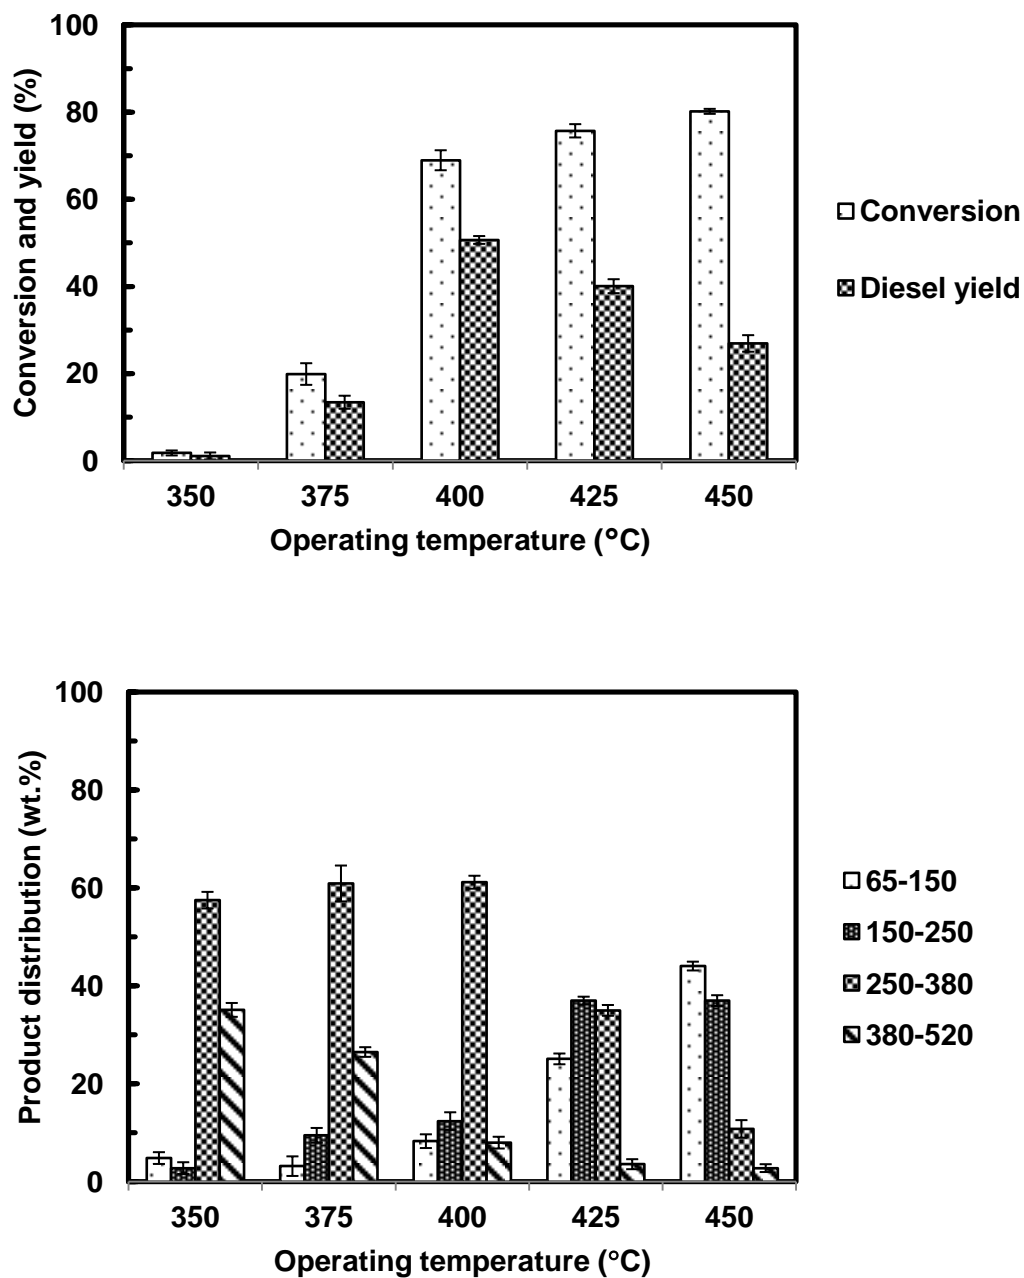 100
80
60
40
20
0
Conversion and yield (%)
350 375 400 425 450
Operating temperature (°C)
Conversion
Diesel yield
100
80
60
40
20
0
Product distribution (wt.%)
350 375 400 425 450
Operating temperature (°C)
65-150
150-250
250-380
380-520